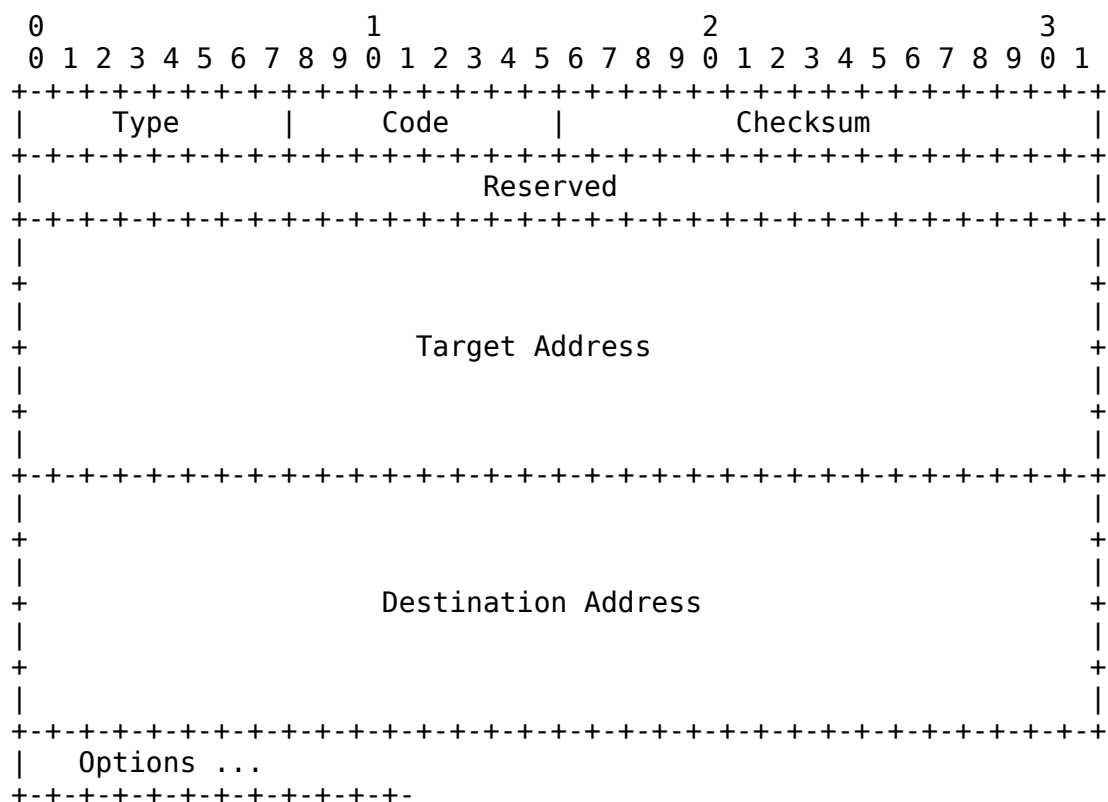 0                   1                   2                   3
 0 1 2 3 4 5 6 7 8 9 0 1 2 3 4 5 6 7 8 9 0 1 2 3 4 5 6 7 8 9 0 1
+-+-+-+-+-+-+-+-+-+-+-+-+-+-+-+-+-+-+-+-+-+-+-+-+-+-+-+-+-+-+-+-+
|     Type      |     Code      |          Checksum             |
+-+-+-+-+-+-+-+-+-+-+-+-+-+-+-+-+-+-+-+-+-+-+-+-+-+-+-+-+-+-+-+-+
|                           Reserved                            |
+-+-+-+-+-+-+-+-+-+-+-+-+-+-+-+-+-+-+-+-+-+-+-+-+-+-+-+-+-+-+-+-+
|                                                               |
+                                                               +
|                                                               |
+                       Target Address                          +
|                                                               |
+                                                               +
|                                                               |
+-+-+-+-+-+-+-+-+-+-+-+-+-+-+-+-+-+-+-+-+-+-+-+-+-+-+-+-+-+-+-+-+
|                                                               |
+                                                               +
|                                                               |
+                     Destination Address                       +
|                                                               |
+                                                               +
|                                                               |
+-+-+-+-+-+-+-+-+-+-+-+-+-+-+-+-+-+-+-+-+-+-+-+-+-+-+-+-+-+-+-+-+
|   Options ...
+-+-+-+-+-+-+-+-+-+-+-+-